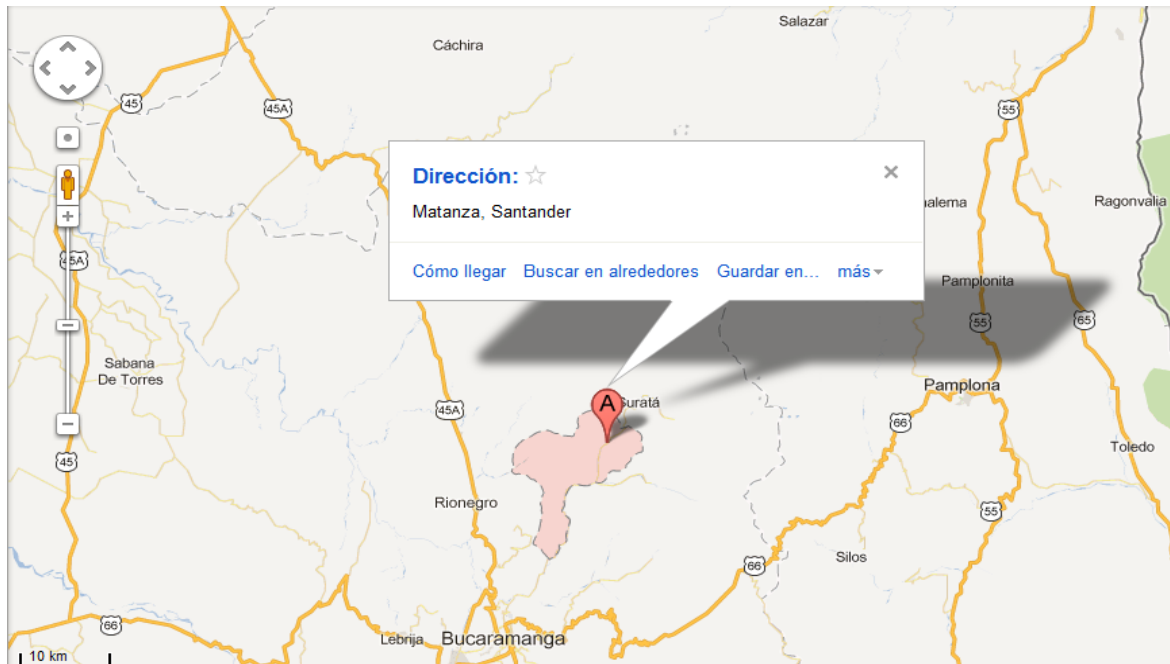 Salazar
Cáchira
45
45A
55
Dirección:
Matanza, Santander
Ragonvalia
45A
Cómo llegar Buscar en alrededores Guardar en... más
Pamplonita
55
65
Sabana
De Torres
Pamplona
A
Suratá
45A
66
Toledo
45
Rionegro
55
Silos
66
66
Lebrija
Bucaramanga
10 km